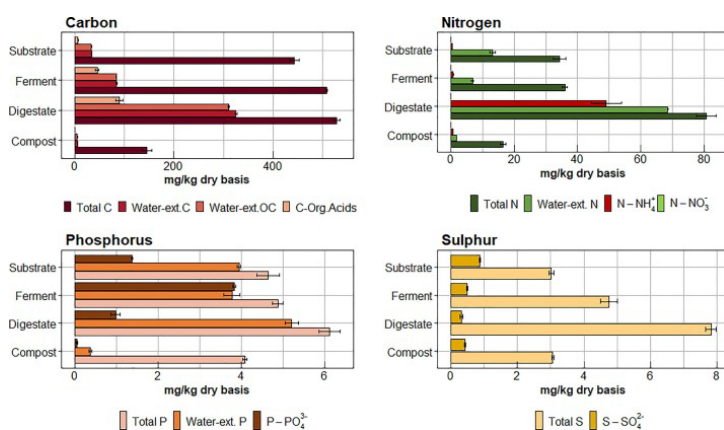 Carbon
Substrate
Ferment
Digestate
Compost
0 200 400
mg/kg dry basis
Total C Water-ext.C Water-ext.OC C-Org.Acids
Nitrogen
Substrate
Ferment
Digestate
Compost
0 20 40 60 80
mg/kg dry basis
Total N Water-ext. N N−NH₄⁺ N−NO₃⁻
Phosphorus
Substrate
Ferment
Digestate
Compost
0 2 4 6
mg/kg dry basis
Total P Water-ext. P P−PO₄³⁻
Sulphur
Substrate
Ferment
Digestate
Compost
0 2 4 6 8
mg/kg dry basis
Total S S−SO₄²⁻